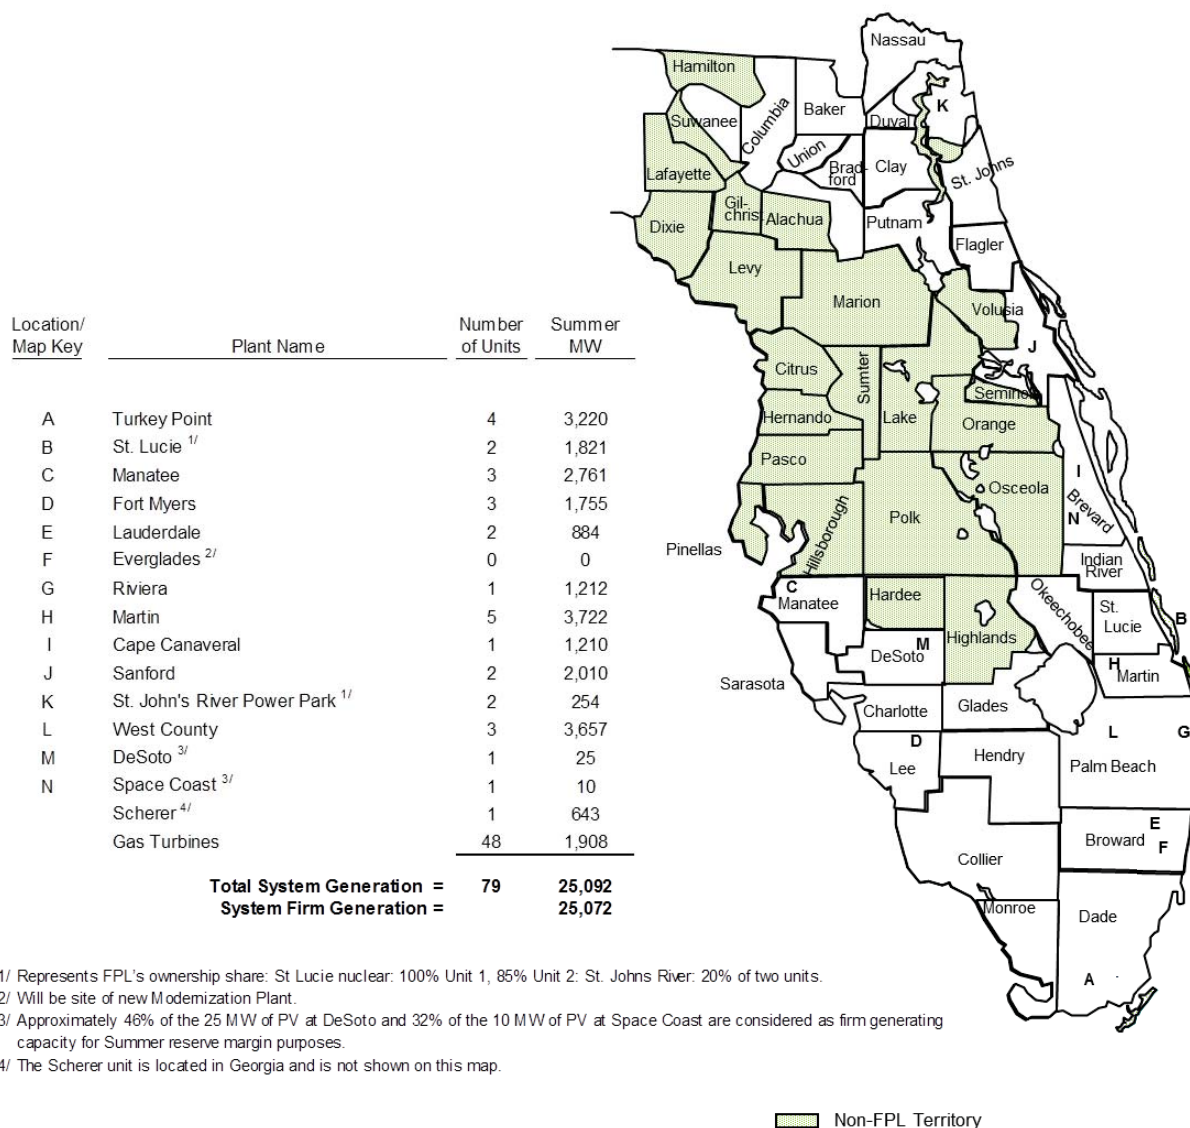 Location/ Number Summer
Map Key Plant Name of Units MW
A Turkey Point 4 3,220
B St. Lucie 1/ 2 1,821
C Manatee 3 2,761
D Fort Myers 3 1,755
E Lauderdale 2 884
F Everglades 2/ 0 0
G Riviera 1 1,212
H Martin 5 3,722
I Cape Canaveral 1 1,210
J Sanford 2 2,010
K St. John's River Power Park 1/ 2 254
L West County 3 3,657
M DeSoto 3/ 1 25
N Space Coast 3/ 1 10
Scherer 4/ 1 643
Gas Turbines 48 1,908
Total System Generation = 79 25,092
System Firm Generation = 25,072
Nassau
Hamilton
K
Baker
Columbia
Suwanee
Duval
Union
Brad-
ford
Clay
St. Johns
Lafayette
Gil-
chris
Alachua
Putnam
Dixie
Flagler
Levy
Marion
Volusia
J
Citrus
Sumter
Seminol
Hernando
Lake
Orange
Pasco
I
Osceola
Brevard
N
Polk
Hillsborough
Pinellas
Indian
River
C
Manatee
Hardee
Okeechobee
St.
Lucie
B
Highlands
M
DeSoto
H
Martin
Sarasota
Charlotte
Glades
L
G
D
Lee
Hendry
Palm Beach
E
Broward
F
Collier
Monroe
Dade
A
1/ Represents FPL's ownership share: St Lucie nuclear: 100% Unit 1, 85% Unit 2: St. Johns River: 20% of two units.
2/ Will be site of new Modernization Plant.
3/ Approximately 46% of the 25 MW of PV at DeSoto and 32% of the 10 MW of PV at Space Coast are considered as firm generating
capacity for Summer reserve margin purposes.
4/ The Scherer unit is located in Georgia and is not shown on this map.
Non-FPL Territory